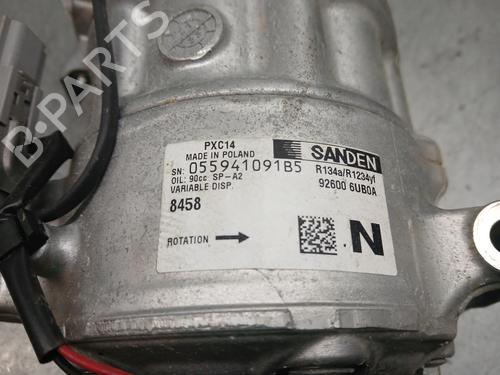 B-PARTS
PXC14
MADE IN POLAND
SANDEN
SN: 055941091B5
R134a/R1234yf
OIL: 90cc SP-A2
92600 6UB0A
VARIABLE DISP.
8458
ROTATION
N